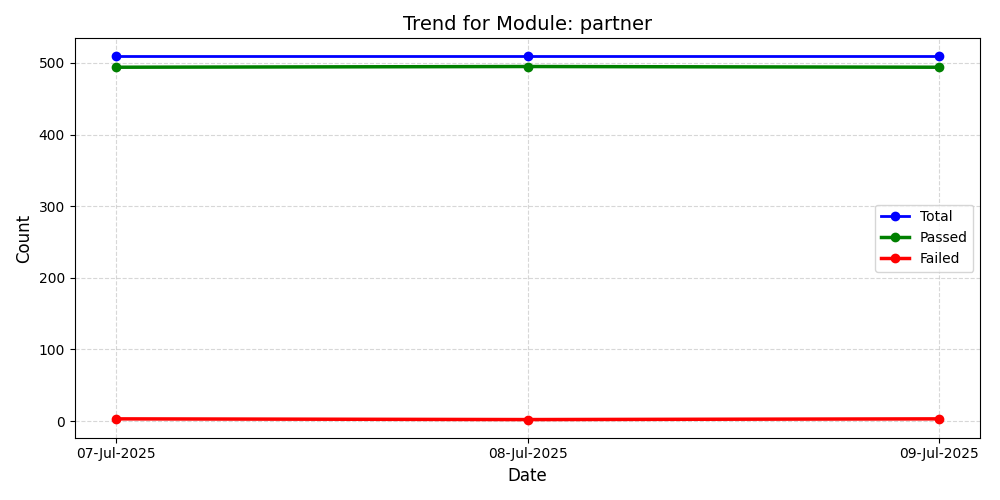 Trend for Module: partner
500
400
300
200
100
0
Count
Total
Passed
Failed
07-Jul-2025
08-Jul-2025
09-Jul-2025
Date